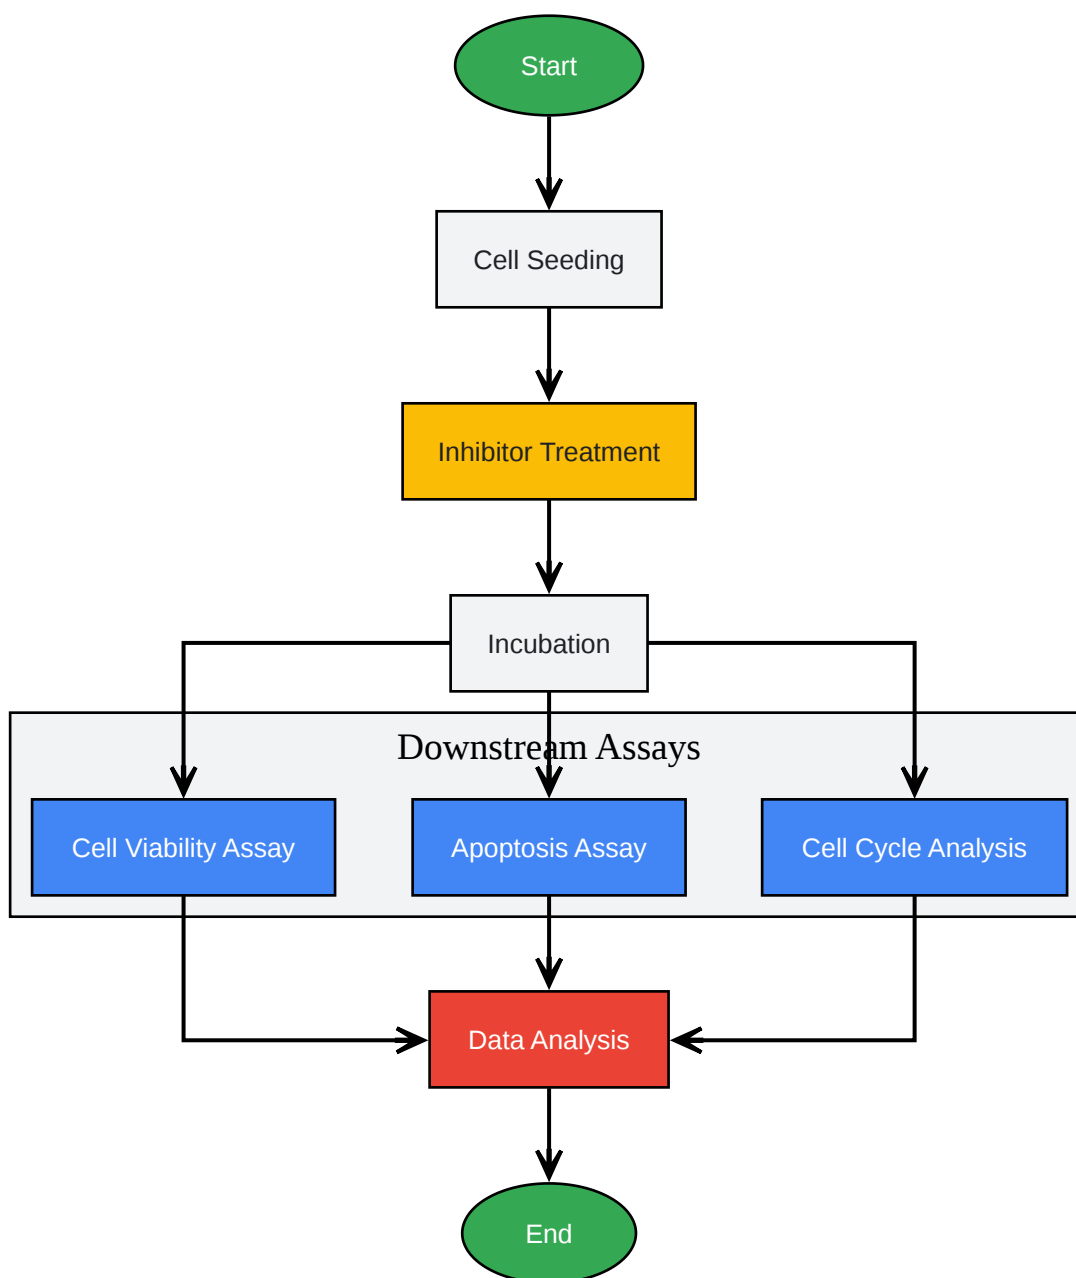 Start
Cell Seeding
Inhibitor Treatment
Incubation
Downstream Assays
Cell Viability Assay
Apoptosis Assay
Cell Cycle Analysis
Data Analysis
End